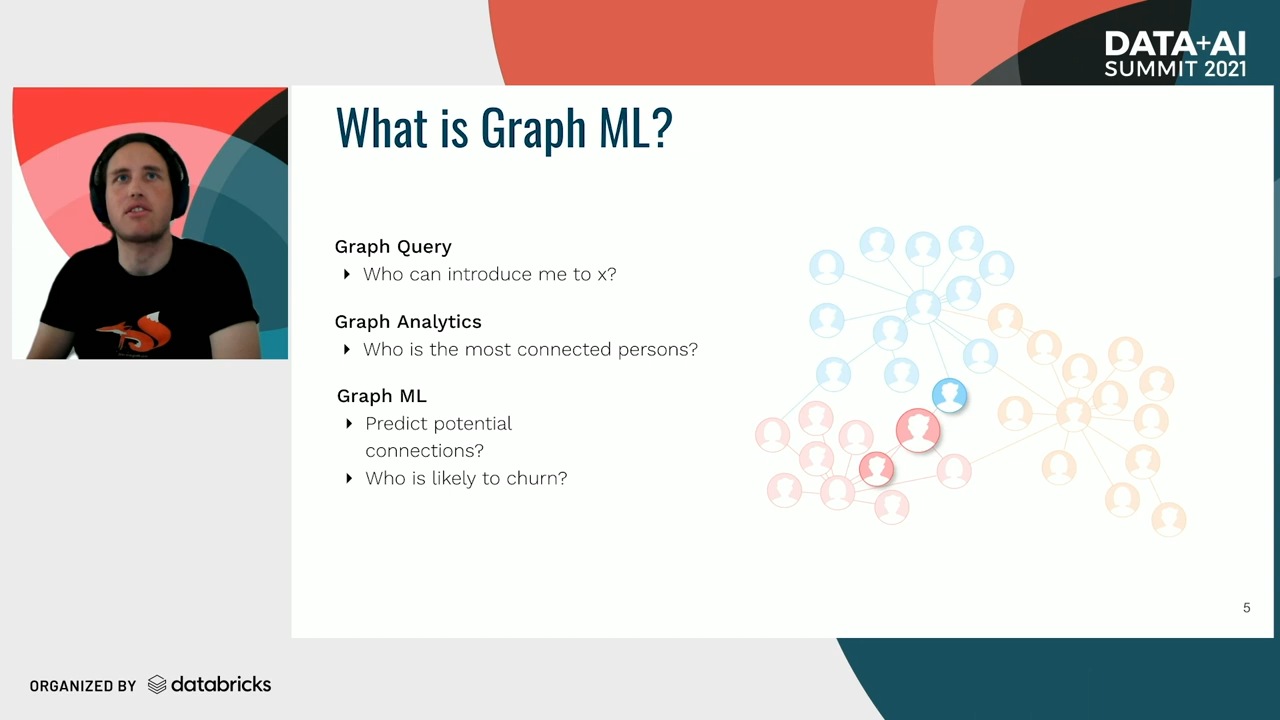 DATA+AI
SUMMIT 2021
What is Graph ML?
Graph Query
Who can introduce me to x?
Graph Analytics
Who is the most connected persons?
Graph ML
Predict potential
connections?
Who is likely to churn?
5
ORGANIZED BY databricks